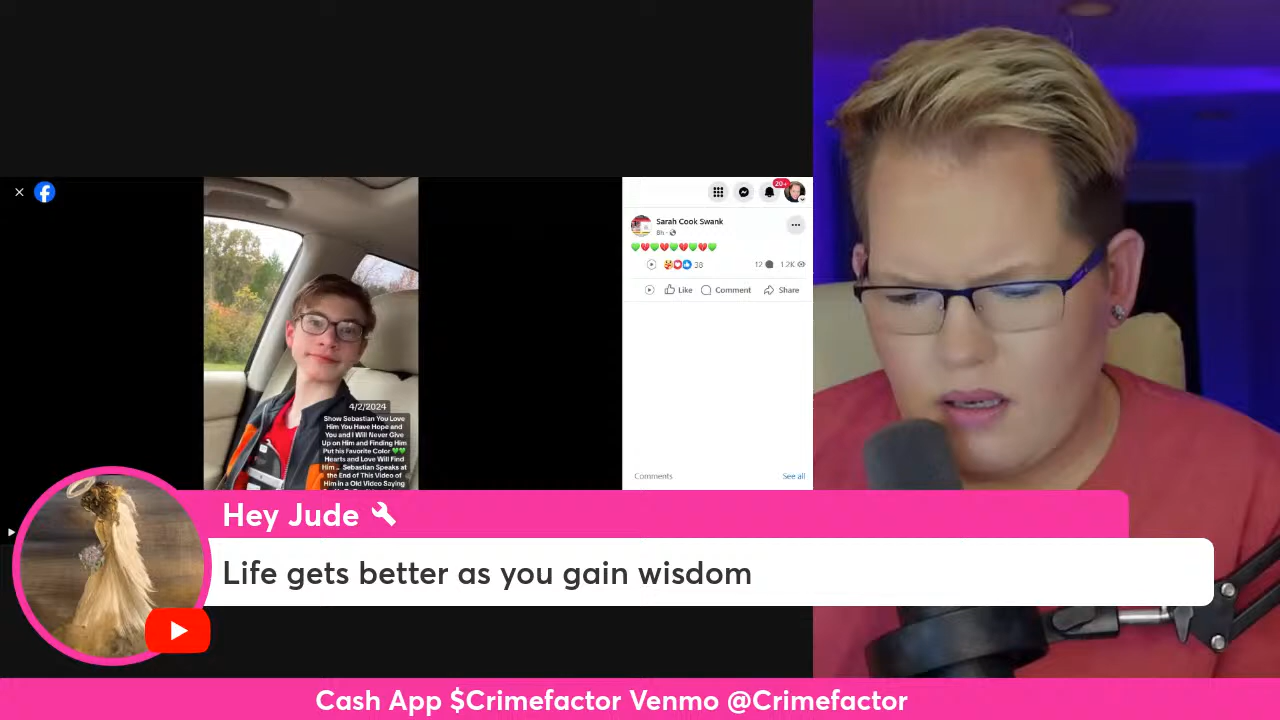 Sarah Cook Swank
8h
💚❤️💚❤️💚❤️💚❤️💚
38
12
1.2K
20+
Like
Comment
Share
4/2/2024
Show Sebastian You Love
Him You Have Hope and
You and I Will Never Give
Up on Him and Finding Him
Put his Favorite Color 💚💚
Hearts and Love Will Find
Him .. Sebastian Speaks at
the End of This Video of
Him in a Old Video Saying
Comments
See all
Hey Jude
Life gets better as you gain wisdom
Cash App $Crimefactor Venmo @Crimefactor